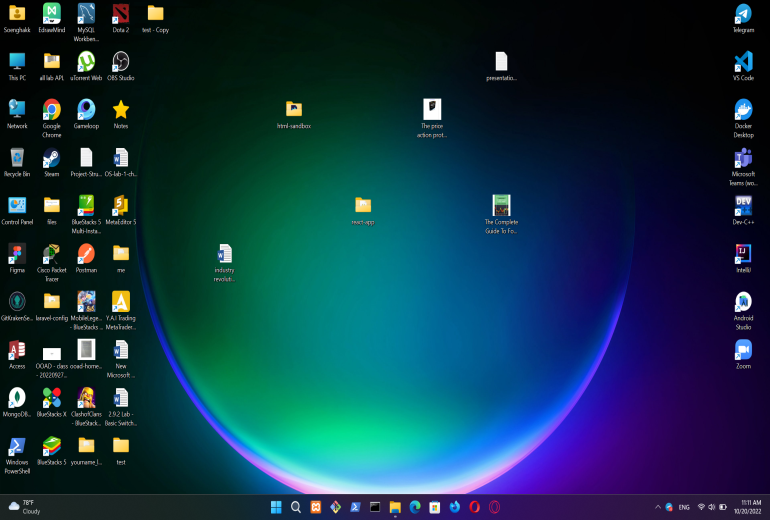 Soenghakk
EdrawMind
MySQL
Workben...
Dota 2
test - Copy
Telegram
This PC
all lab APL
uTorrent Web
OBS Studio
presentatio...
VS Code
Network
Google
Chrome
Gameloop
Notes
html-sandbox
The price
action prot...
Docker
Desktop
Recycle Bin
Steam
Project-Stru...
OS-lab-1-ch...
Microsoft
Teams (wo...
Control Panel
files
BlueStacks 5
Multi-Insta...
MetaEditor 5
react-app
The Complete
Guide To Fo...
DEV
Dev-C++
Figma
Cisco Packet
Tracer
Postman
me
industry
revoluti...
IntelliJ
GitKrakenSe...
laravel-config
MobileLege...
- BlueStacks ...
Y.A.I Trading
MetaTrader...
Android
Studio
Access
OOAD - class
- 20220927...
ooad-home...
New
Microsoft ...
Zoom
MongoDB...
BlueStacks X
ClashofClans
- BlueStack...
2.9.2 Lab -
Basic Switch...
Windows
PowerShell
BlueStacks 5
yourname_l...
test
78°F
Cloudy
ENG
11:11 AM
10/20/2022